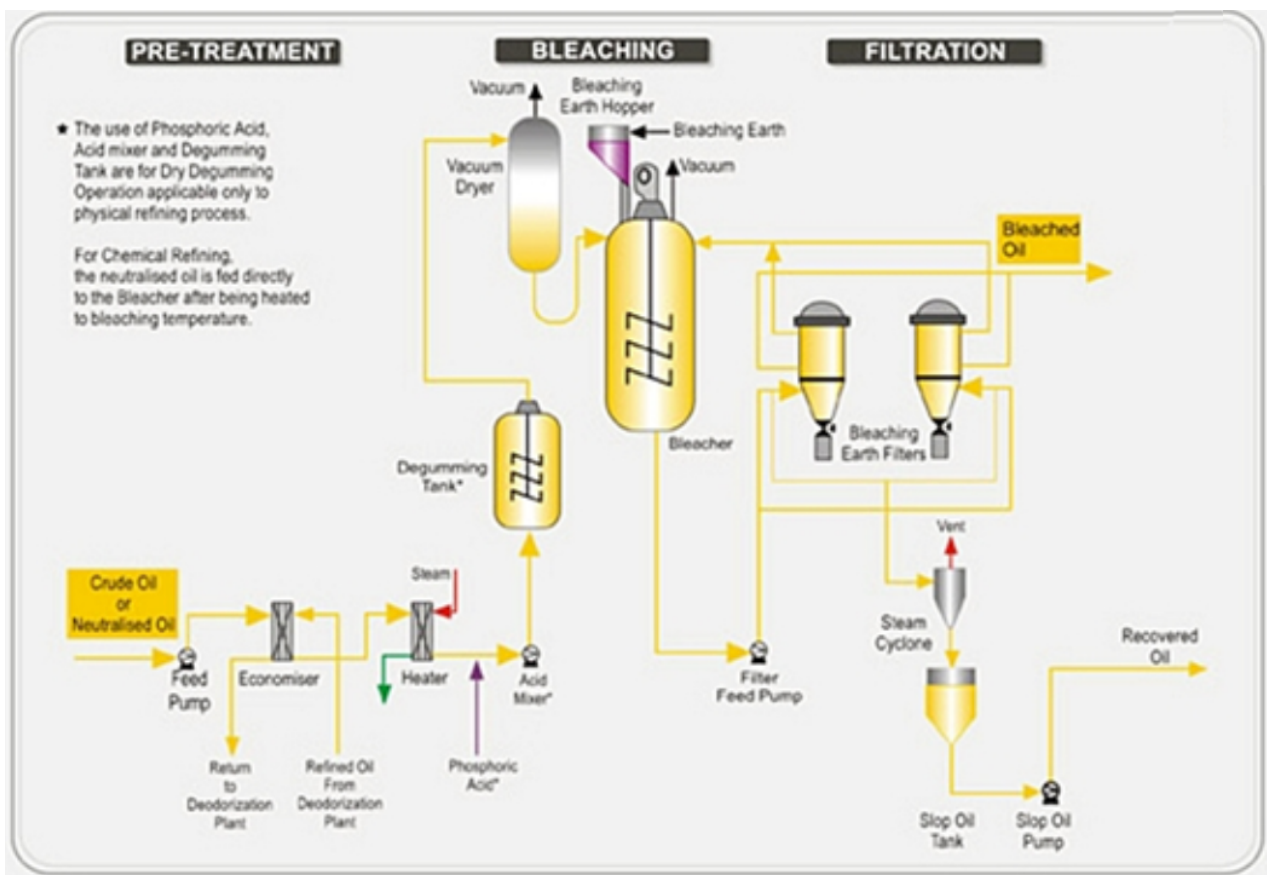 PRE-TREATMENT
BLEACHING
FILTRATION
★ The use of Phosphoric Acid,
Acid mixer and Degumming
Tank are for Dry Degumming
Operation applicable only to
physical refining process.
For Chemical Refining,
the neutralised oil is fed directly
to the Bleacher after being heated
to bleaching temperature.
Vacuum
Bleaching
Earth Hopper
Bleaching Earth
Vacuum
Dryer
Vacuum
Bleached
Oil
Bleacher
Bleaching
Earth Filters
Degumming
Tank*
Vent
Crude Oil
or
Neutralised Oil
Steam
Feed
Pump
Economiser
Heater
Acid
Mixer*
Filter
Feed Pump
Steam
Cyclone
Recovered
Oil
Return
to
Deodorization
Plant
Refined Oil
From
Deodorization
Plant
Phosphoric
Acid*
Slop Oil
Tank
Slop Oil
Pump